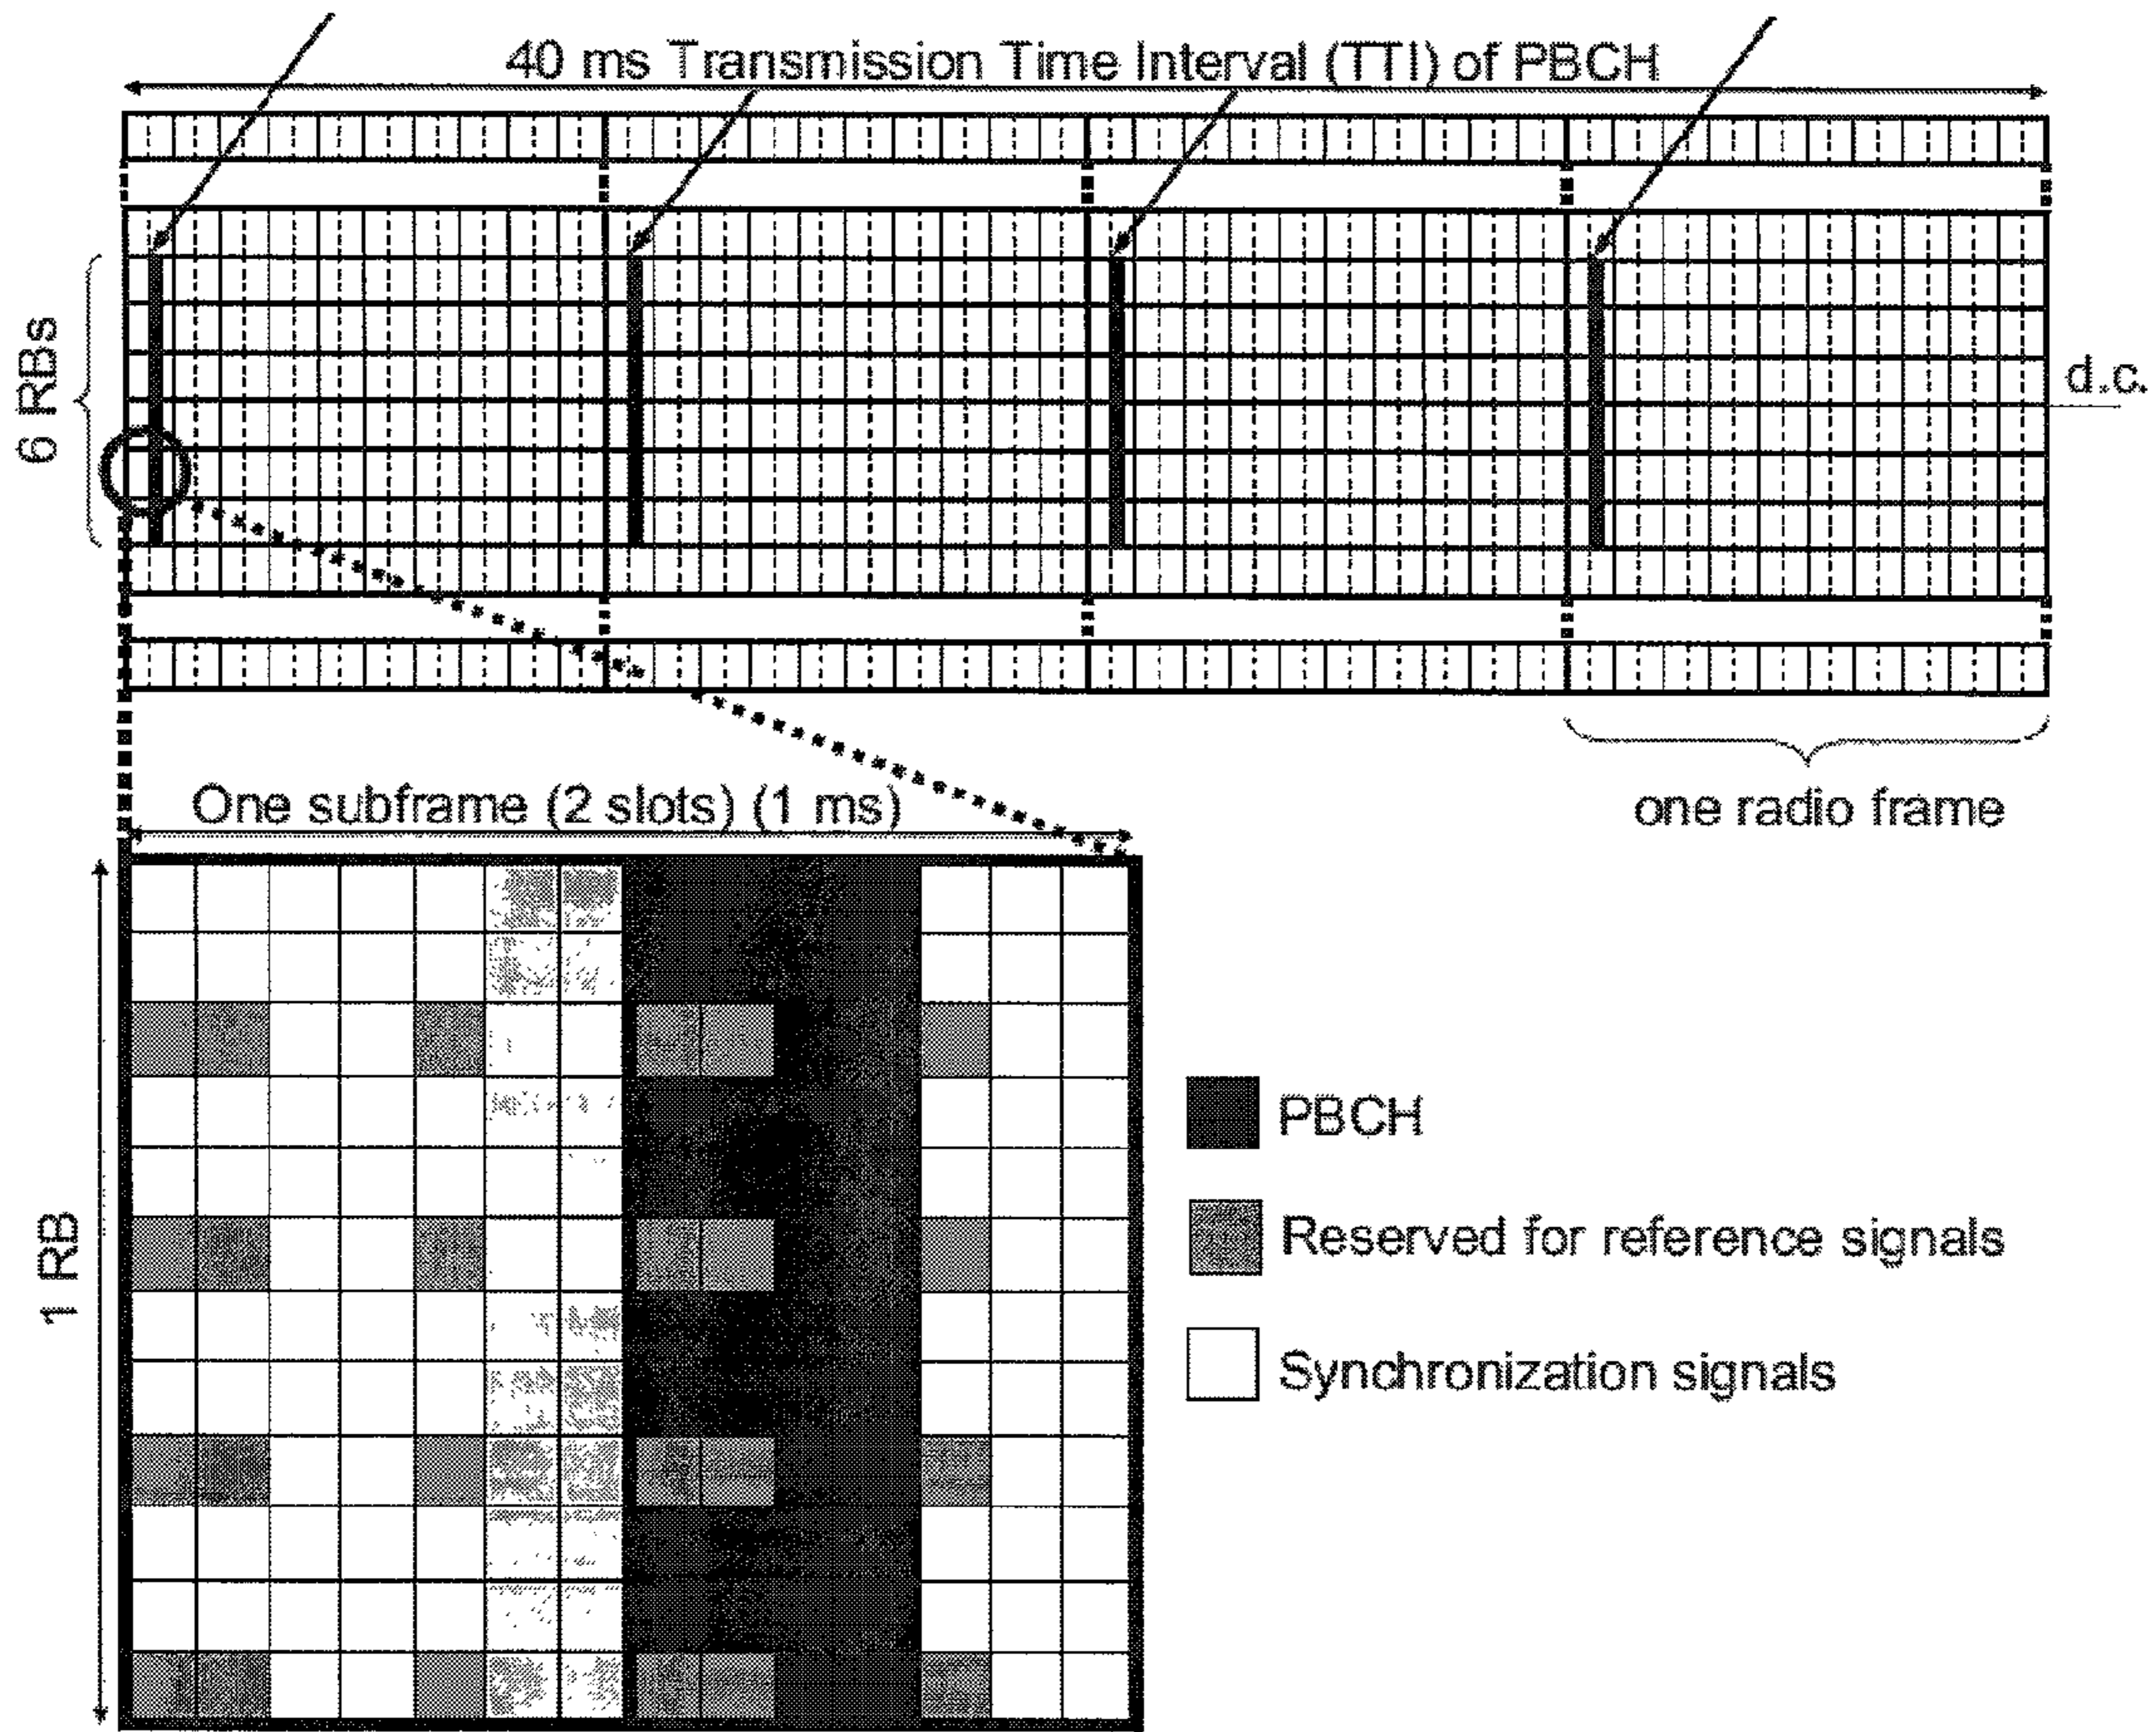 40 ms Transmission Time Interval (TTI) of PBCH
6 RBs
d.c.
one radio frame
One subframe (2 slots) (1 ms)
1 RB
PBCH
Reserved for reference signals
Synchronization signals